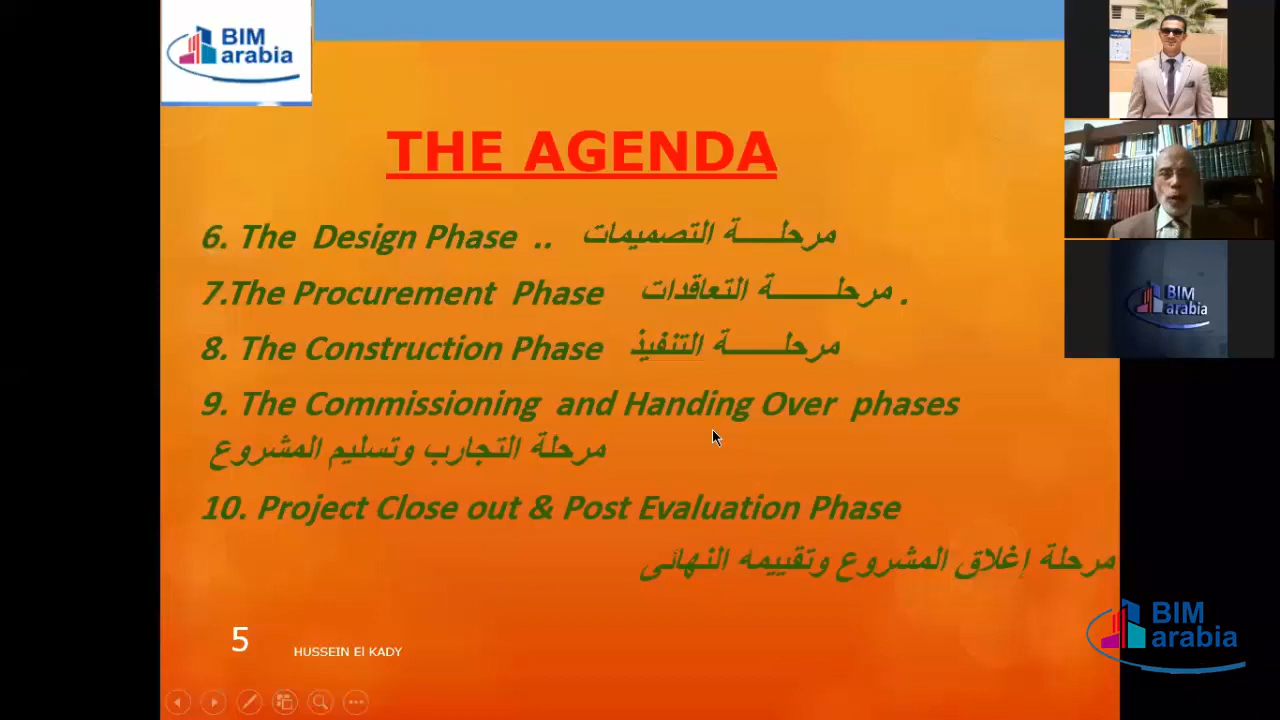 BIM
arabia
THE AGENDA
6. The Design Phase .. مرحلـــــة التصميمات
7.The Procurement Phase مرحلـــــــــة التعاقدات .
8. The Construction Phase مرحلـــــــــة التنفيذ
9. The Commissioning and Handing Over phases
مرحلة التجارب وتسليم المشروع
10. Project Close out & Post Evaluation Phase
مرحلة إغلاق المشروع وتقييمه النهائى
5
HUSSEIN El KADY
BIM
arabia
BIM
arabia